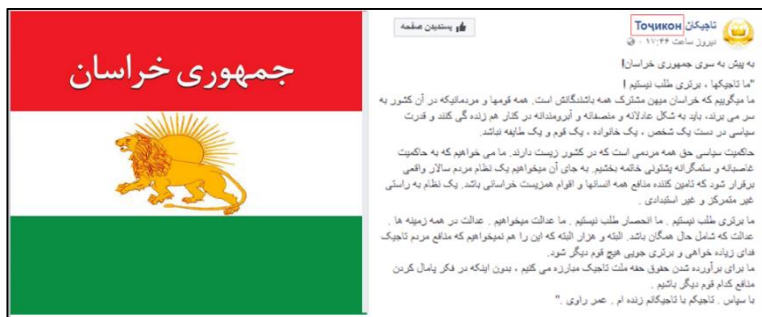 جمهوری خراسان
پسندیدن صفحه
تاجیکان Тоҷикон
دیروز ساعت ۱۷:۴۴
به پیش به سوی جمهوری خراسان!
"ما تاجیکها ، برتری طلب نیستیم !
ما میگوییم که خراسان میهن مشترک همه باشندگانش است. همه قومها و مردمانیکه در آن کشور به
سر می برند، باید به شکل عادلانه و منصفانه و آبرومندانه در کنار هم زنده گی کنند و قدرت
سیاسی در دست یک شخص ، یک خانواده ، یک قوم و یک طایفه نباشد.
حاکمیت سیاسی حق همه مردمی است که در کشور زیست دارند. ما می خواهیم که به حاکمیت
غاصبانه و ستمگرانه پشتونی خاتمه بخشیم. به جای آن میخواهیم یک نظام مردم سالار واقعی
برقرار شود که تامین کننده منافع همه انسانها و اقوام همزیست خراسانی باشد. یک نظام به راستی
غیر متمرکز و غیر استبدادی .
ما برتری طلب نیستیم . ما انحصار طلب نیستیم . ما عدالت میخواهیم . عدالت در همه زمینه ها .
عدالت که شامل حال همگان باشد. البته و هزار البته که این را هم نمیخواهیم که منافع مردم تاجیک
فدای زیاده خواهی و برتری جویی هیچ قوم دیگر شود.
ما برای برآورده شدن حقوق حقه ملت تاجیک مبارزه می کنیم ، بدون اینکه در فکر پامال کردن
منافع کدام قوم دیگر باشیم .
با سپاس . تاجیکم با تاجیکانم زنده ام . عمر راوی ."